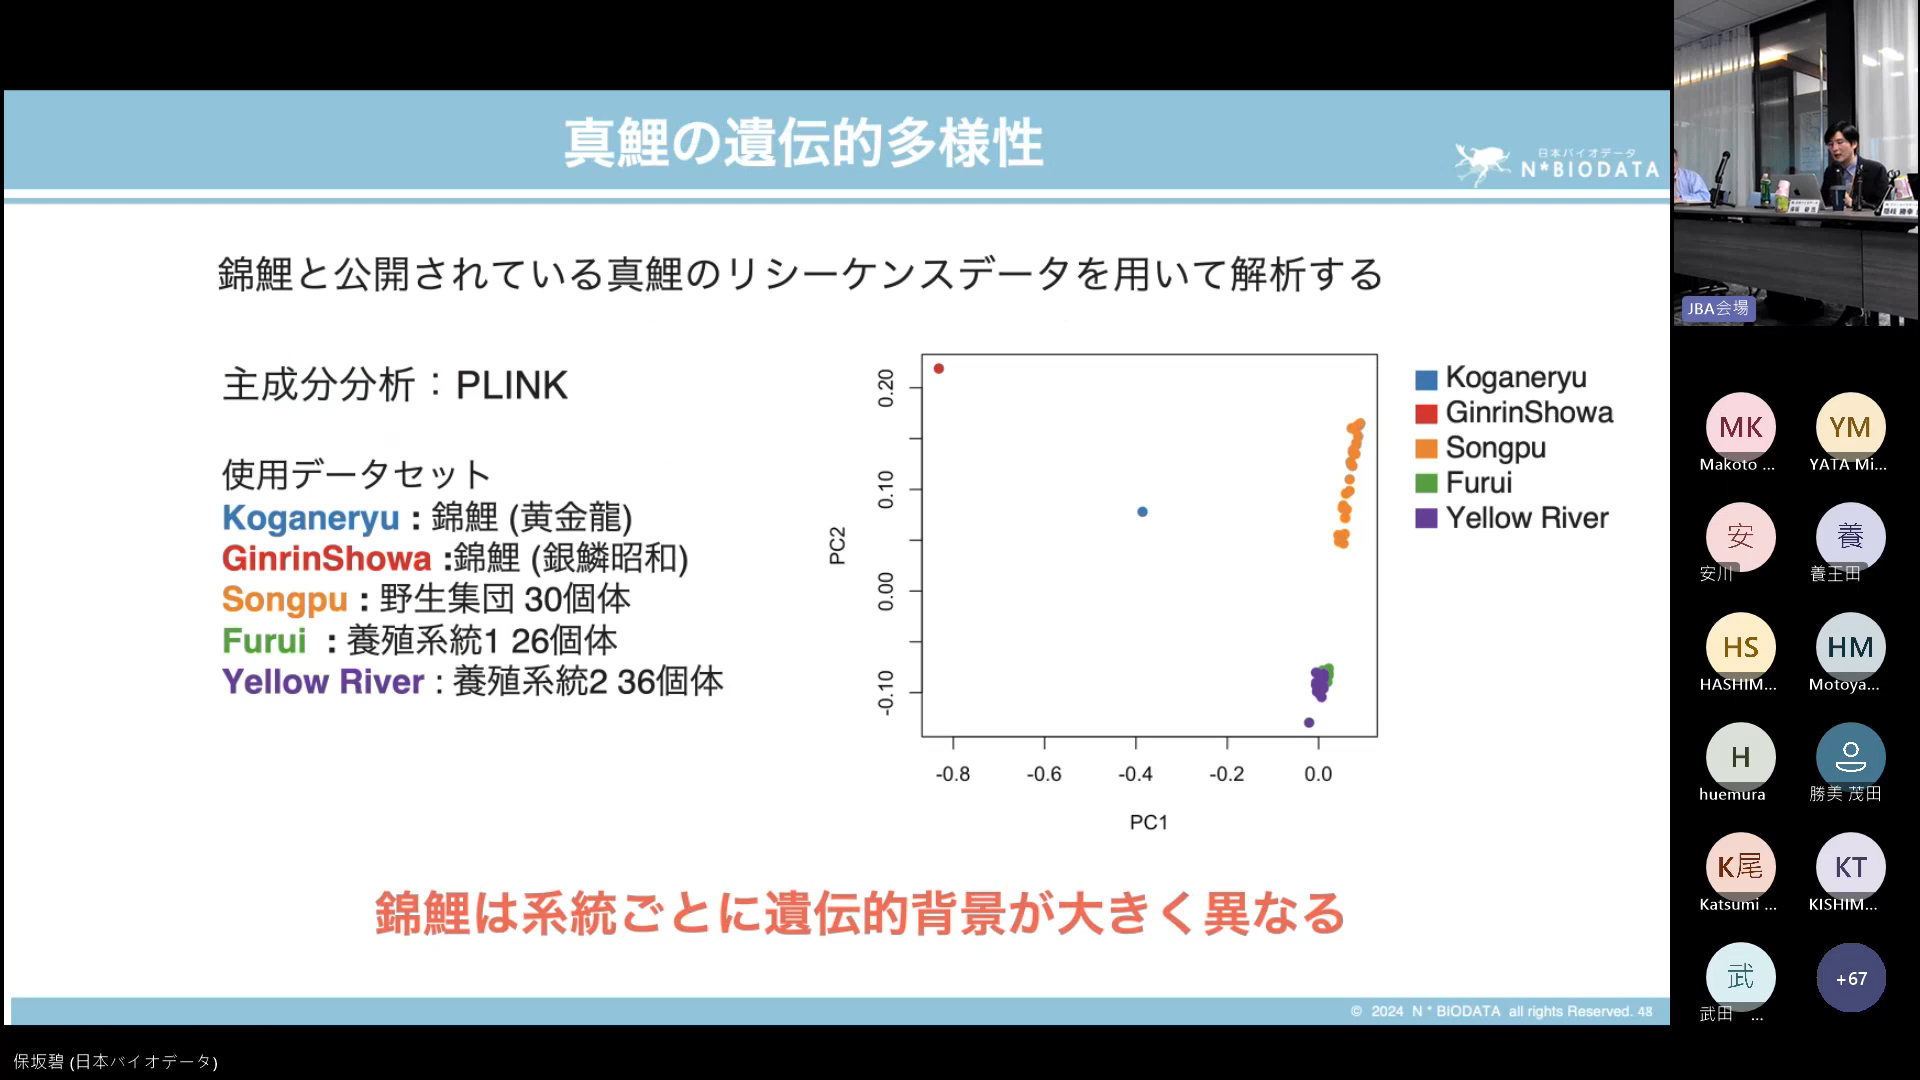 真鯉の遺伝的多様性
日本バイオデータ
N*BIODATA
錦鯉と公開されている真鯉のリシーケンスデータを用いて解析する
主成分分析：PLINK
使用データセット
Koganeryu : 錦鯉 (黄金龍)
GinrinShowa :錦鯉 (銀鱗昭和)
Songpu : 野生集団 30個体
Furui : 養殖系統1 26個体
Yellow River : 養殖系統2 36個体
PC2
0.20
0.10
0.00
-0.10
-0.8 -0.6 -0.4 -0.2 0.0
PC1
Koganeryu
GinrinShowa
Songpu
Furui
Yellow River
錦鯉は系統ごとに遺伝的背景が大きく異なる
© 2024 N * BIODATA all rights Reserved. 48
保坂碧 (日本バイオデータ)
JBA会場
MK YM
Makoto ... YATA Mi...
安 養
安川 養王田
HS HM
HASHIM... Motoya...
H
huemura 勝美 茂田
K尾 KT
Katsumi ... KISHIM...
武 +67
武田 ...